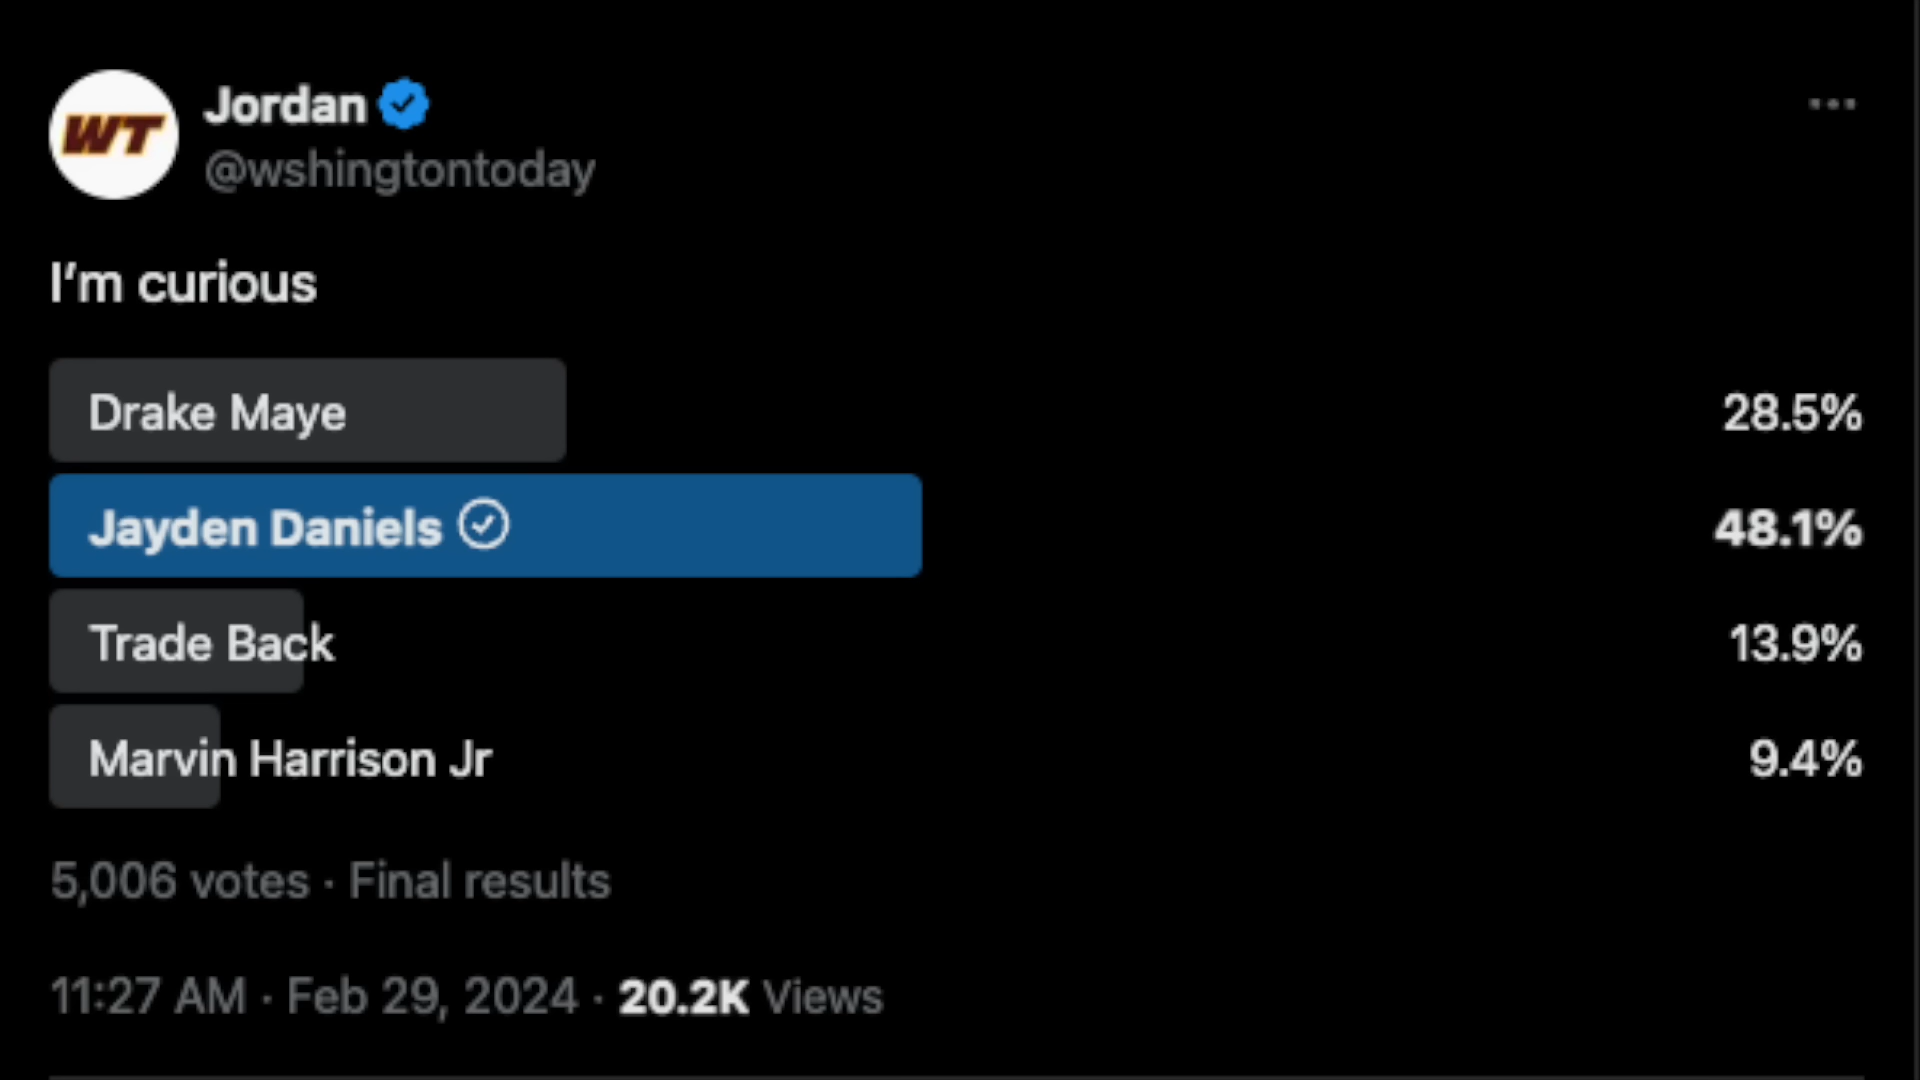 WT
Jordan
@wshingtontoday
I’m curious
Drake Maye 28.5%
Jayden Daniels 48.1%
Trade Back 13.9%
Marvin Harrison Jr 9.4%
5,006 votes · Final results
11:27 AM · Feb 29, 2024 · 20.2K Views